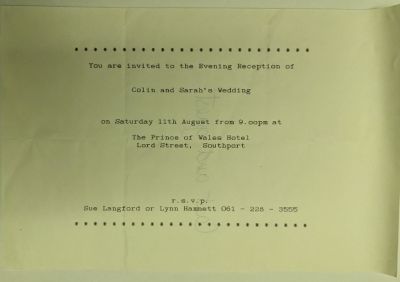 * * * * * * * * * * * * * * * * * * * * * * * *
You are invited to the Evening Reception of
Colin and Sarah's Wedding
on Saturday 11th August from 9.00pm at
The Prince of Wales Hotel
Lord Street, Southport
r.s.v.p.
Sue Langford or Lynn Hammett 061 - 228 - 3555
* * * * * * * * * * * * * * * * * * * * * * * *